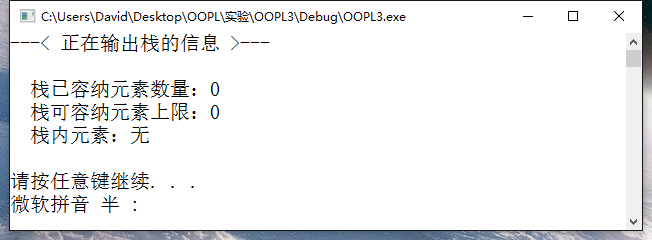 C:\Users\David\Desktop\OOPL\实验\OOPL3\Debug\OOPL3.exe
---< 正在输出栈的信息 >---
栈已容纳元素数量：0
栈可容纳元素上限：0
栈内元素：无
请按任意键继续. . .
微软拼音 半 :